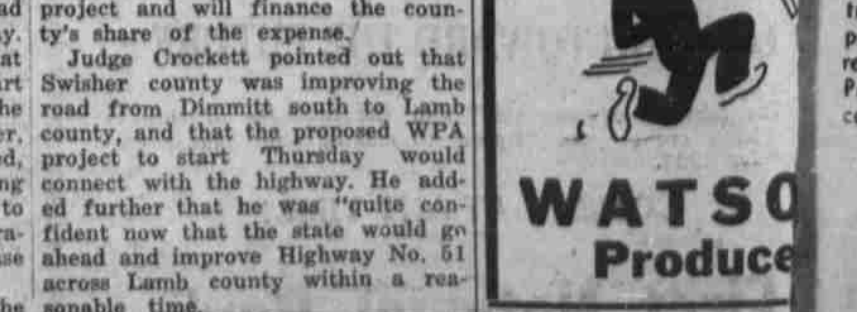 project and will finance the coun-
ty's share of the expense.
Judge Crockett pointed out that
Swisher county was improving the
road from Dimmitt south to Lamb
county, and that the proposed WPA
project to start Thursday would
connect with the highway. He add-
ed further that he was "quite con-
fident now that the state would go
ahead and improve Highway No. 51
across Lamb county within a rea-
sonable time.
WATSO
Produce